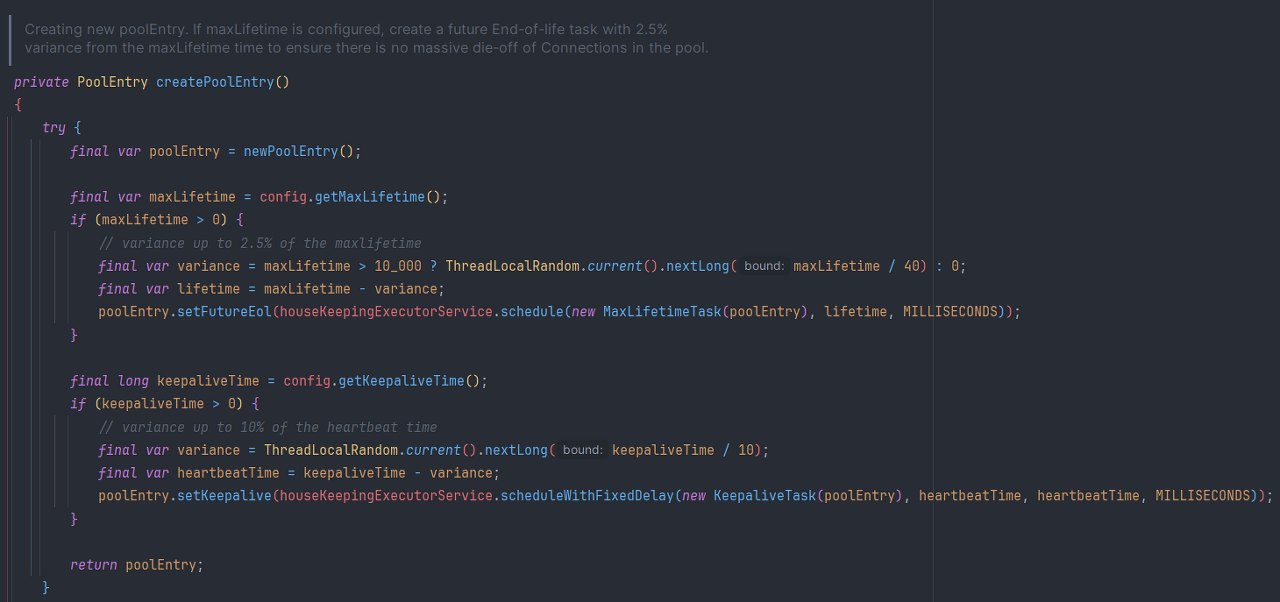 Creating new poolEntry. If maxLifetime is configured, create a future End-of-life task with 2.5%
variance from the maxLifetime time to ensure there is no massive die-off of Connections in the pool.
private PoolEntry createPoolEntry()
{
try {
final var poolEntry = newPoolEntry();
final var maxLifetime = config.getMaxLifetime();
if (maxLifetime > 0) {
// variance up to 2.5% of the maxlifetime
final var variance = maxLifetime > 10_000 ? ThreadLocalRandom.current().nextLong( bound: maxLifetime / 40) : 0;
final var lifetime = maxLifetime - variance;
poolEntry.setFutureEol(houseKeepingExecutorService.schedule(new MaxLifetimeTask(poolEntry), lifetime, MILLISECONDS));
}
final long keepaliveTime = config.getKeepaliveTime();
if (keepaliveTime > 0) {
// variance up to 10% of the heartbeat time
final var variance = ThreadLocalRandom.current().nextLong( bound: keepaliveTime / 10);
final var heartbeatTime = keepaliveTime - variance;
poolEntry.setKeepalive(houseKeepingExecutorService.scheduleWithFixedDelay(new KeepaliveTask(poolEntry), heartbeatTime, heartbeatTime, MILLISECONDS));
}
return poolEntry;
}